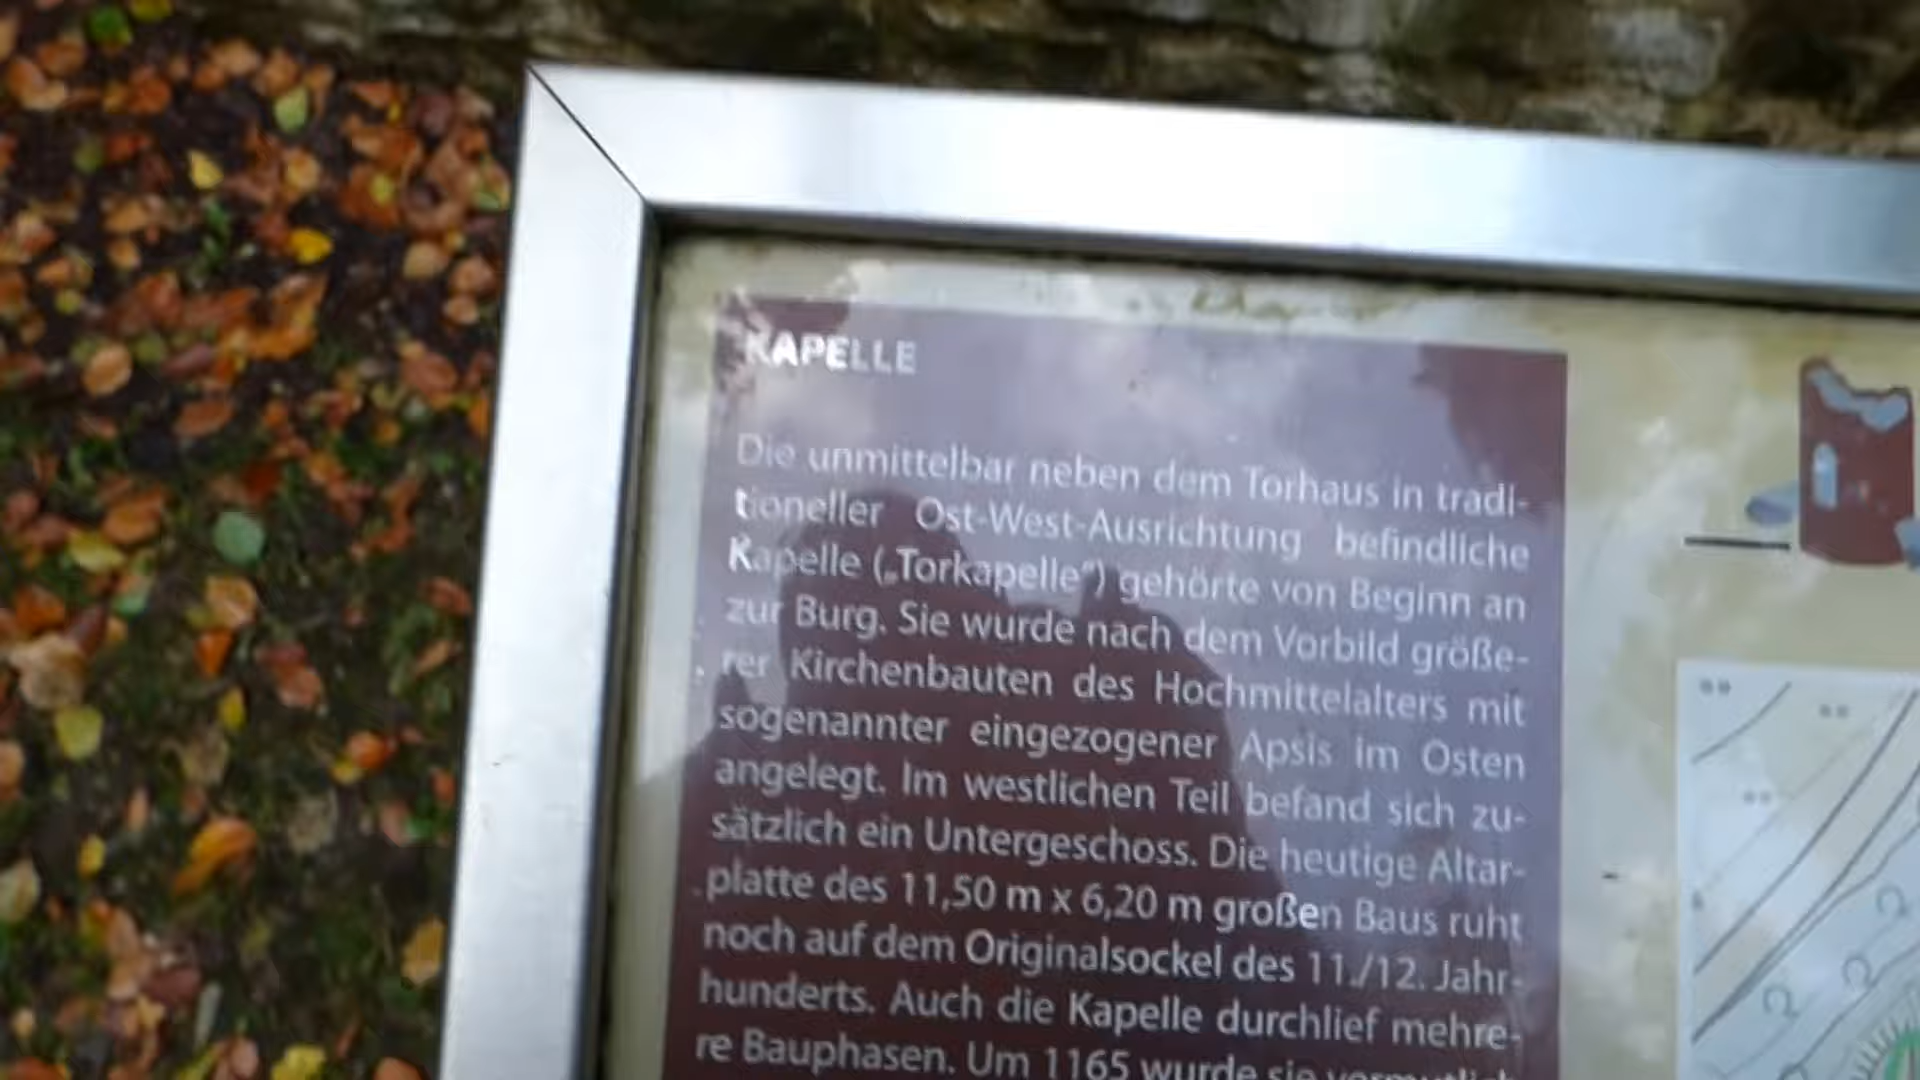 KAPELLE
Die unmittelbar neben dem Torhaus in tradi-
tioneller Ost-West-Ausrichtung befindliche
Kapelle („Torkapelle“) gehörte von Beginn an
zur Burg. Sie wurde nach dem Vorbild größe-
rer Kirchenbauten des Hochmittelalters mit
sogenannter eingezogener Apsis im Osten
angelegt. Im westlichen Teil befand sich zu-
sätzlich ein Untergeschoss. Die heutige Altar-
platte des 11,50 m x 6,20 m großen Baus ruht
noch auf dem Originalsockel des 11./12. Jahr-
hunderts. Auch die Kapelle durchlief mehre-
re Bauphasen. Um 1165 wurde sie vermutlich